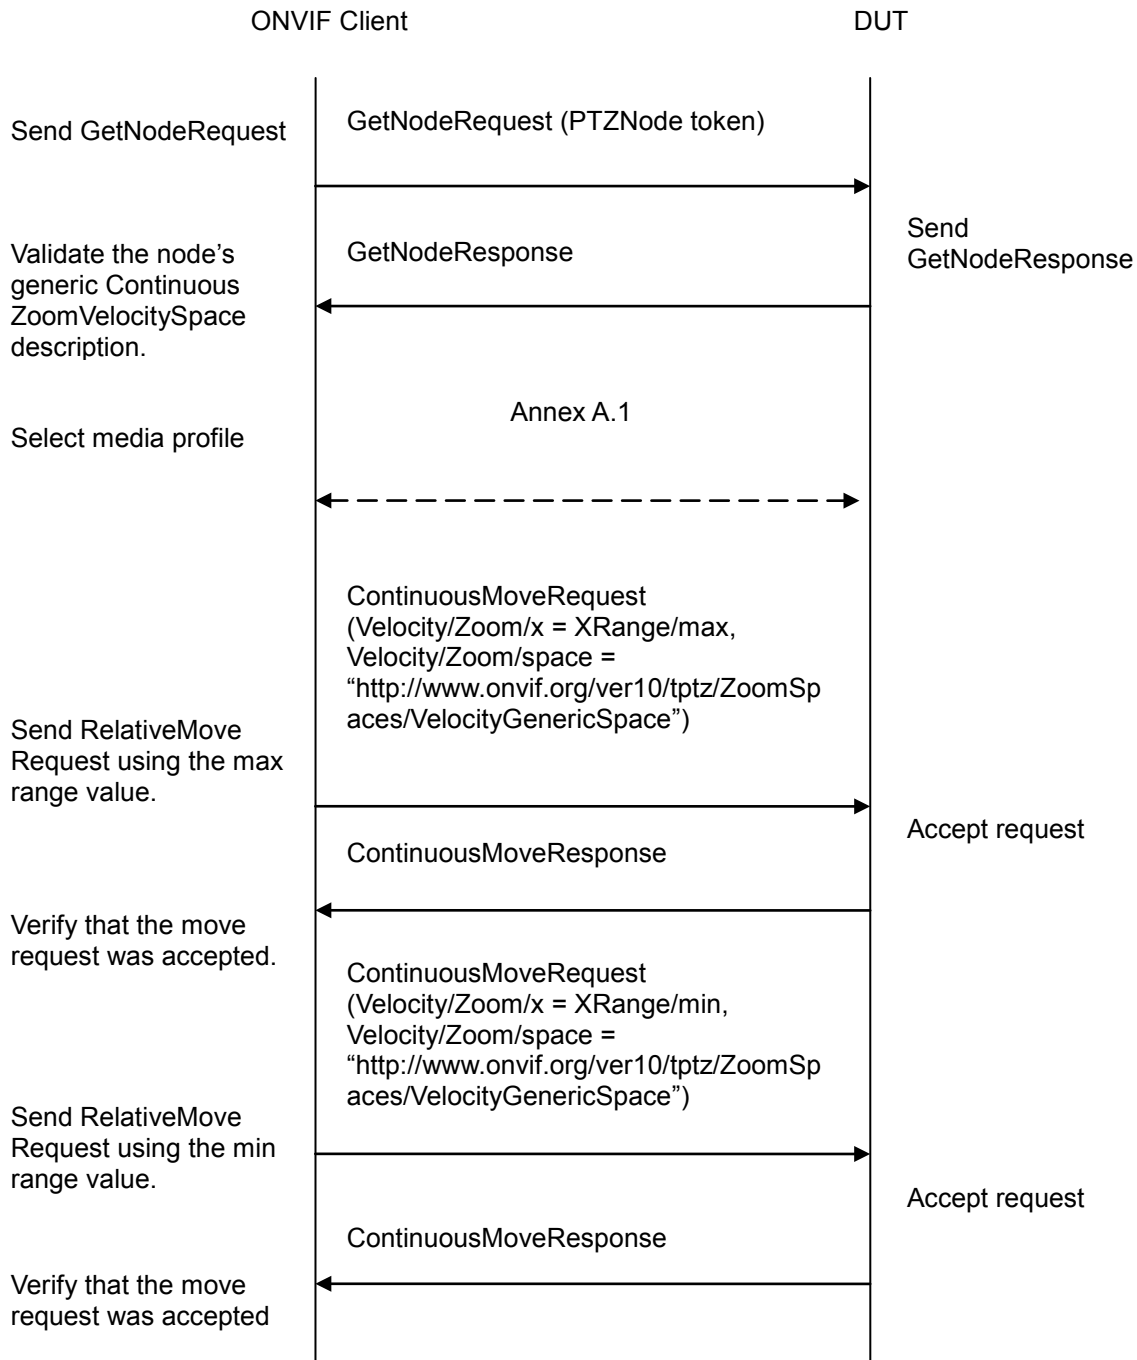 ONVIF Client
DUT
Send GetNodeRequest
GetNodeRequest (PTZNode token)
Send
GetNodeResponse
Validate the node’s
generic Continuous
ZoomVelocitySpace
description.
GetNodeResponse
Select media profile
Annex A.1
ContinuousMoveRequest
(Velocity/Zoom/x = XRange/max,
Velocity/Zoom/space =
“http://www.onvif.org/ver10/tptz/ZoomSp
aces/VelocityGenericSpace”)
Send RelativeMove
Request using the max
range value.
Accept request
ContinuousMoveResponse
Verify that the move
request was accepted.
ContinuousMoveRequest
(Velocity/Zoom/x = XRange/min,
Velocity/Zoom/space =
“http://www.onvif.org/ver10/tptz/ZoomSp
aces/VelocityGenericSpace”)
Send RelativeMove
Request using the min
range value.
Accept request
ContinuousMoveResponse
Verify that the move
request was accepted